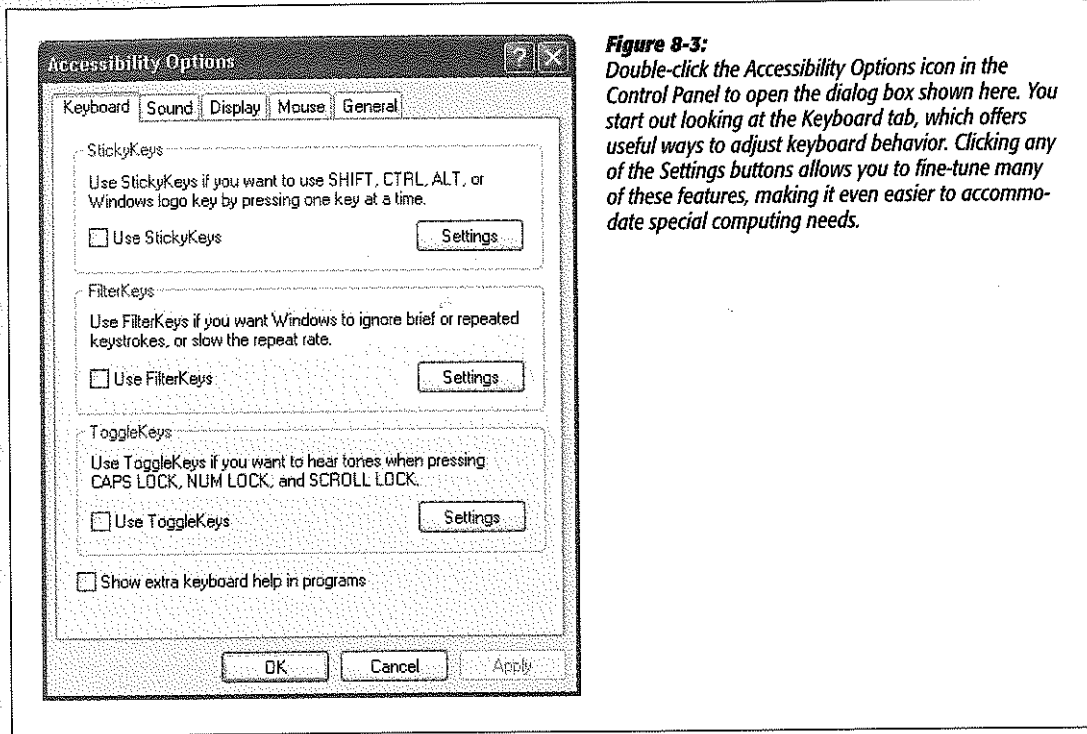 Accessibility Options
Keyboard Sound Display Mouse General
StickyKeys
Use StickyKeys if you want to use SHIFT, CTRL, ALT, or
Windows logo key by pressing one key at a time.
Use StickyKeys Settings
FilterKeys
Use FilterKeys if you want Windows to ignore brief or repeated
keystrokes, or slow the repeat rate.
Use FilterKeys Settings
ToggleKeys
Use ToggleKeys if you want to hear tones when pressing
CAPS LOCK, NUM LOCK, and SCROLL LOCK.
Use ToggleKeys Settings
Show extra keyboard help in programs
OK Cancel Apply
Figure 8-3:
Double-click the Accessibility Options icon in the
Control Panel to open the dialog box shown here. You
start out looking at the Keyboard tab, which offers
useful ways to adjust keyboard behavior. Clicking any
of the Settings buttons allows you to fine-tune many
of these features, making it even easier to accommo-
date special computing needs.